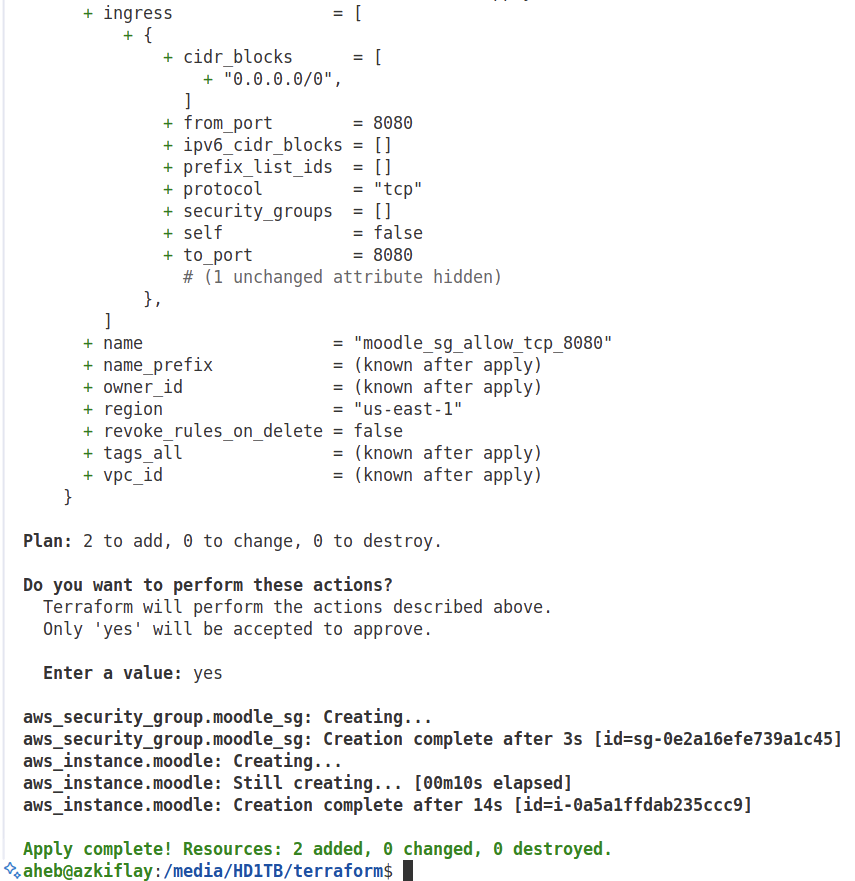 + ingress                = [
+ {
+ cidr_blocks      = [
+ "0.0.0.0/0",
]
+ from_port        = 8080
+ ipv6_cidr_blocks = []
+ prefix_list_ids  = []
+ protocol         = "tcp"
+ security_groups  = []
+ self             = false
+ to_port          = 8080
# (1 unchanged attribute hidden)
},
]
+ name                   = "moodle_sg_allow_tcp_8080"
+ name_prefix            = (known after apply)
+ owner_id               = (known after apply)
+ region                 = "us-east-1"
+ revoke_rules_on_delete = false
+ tags_all               = (known after apply)
+ vpc_id                 = (known after apply)
}
Plan: 2 to add, 0 to change, 0 to destroy.
Do you want to perform these actions?
Terraform will perform the actions described above.
Only 'yes' will be accepted to approve.
Enter a value: yes
aws_security_group.moodle_sg: Creating...
aws_security_group.moodle_sg: Creation complete after 3s [id=sg-0e2a16efe739a1c45]
aws_instance.moodle: Creating...
aws_instance.moodle: Still creating... [00m10s elapsed]
aws_instance.moodle: Creation complete after 14s [id=i-0a5a1ffdab235ccc9]
Apply complete! Resources: 2 added, 0 changed, 0 destroyed.
aheb@azkiflay:/media/HD1TB/terraform$